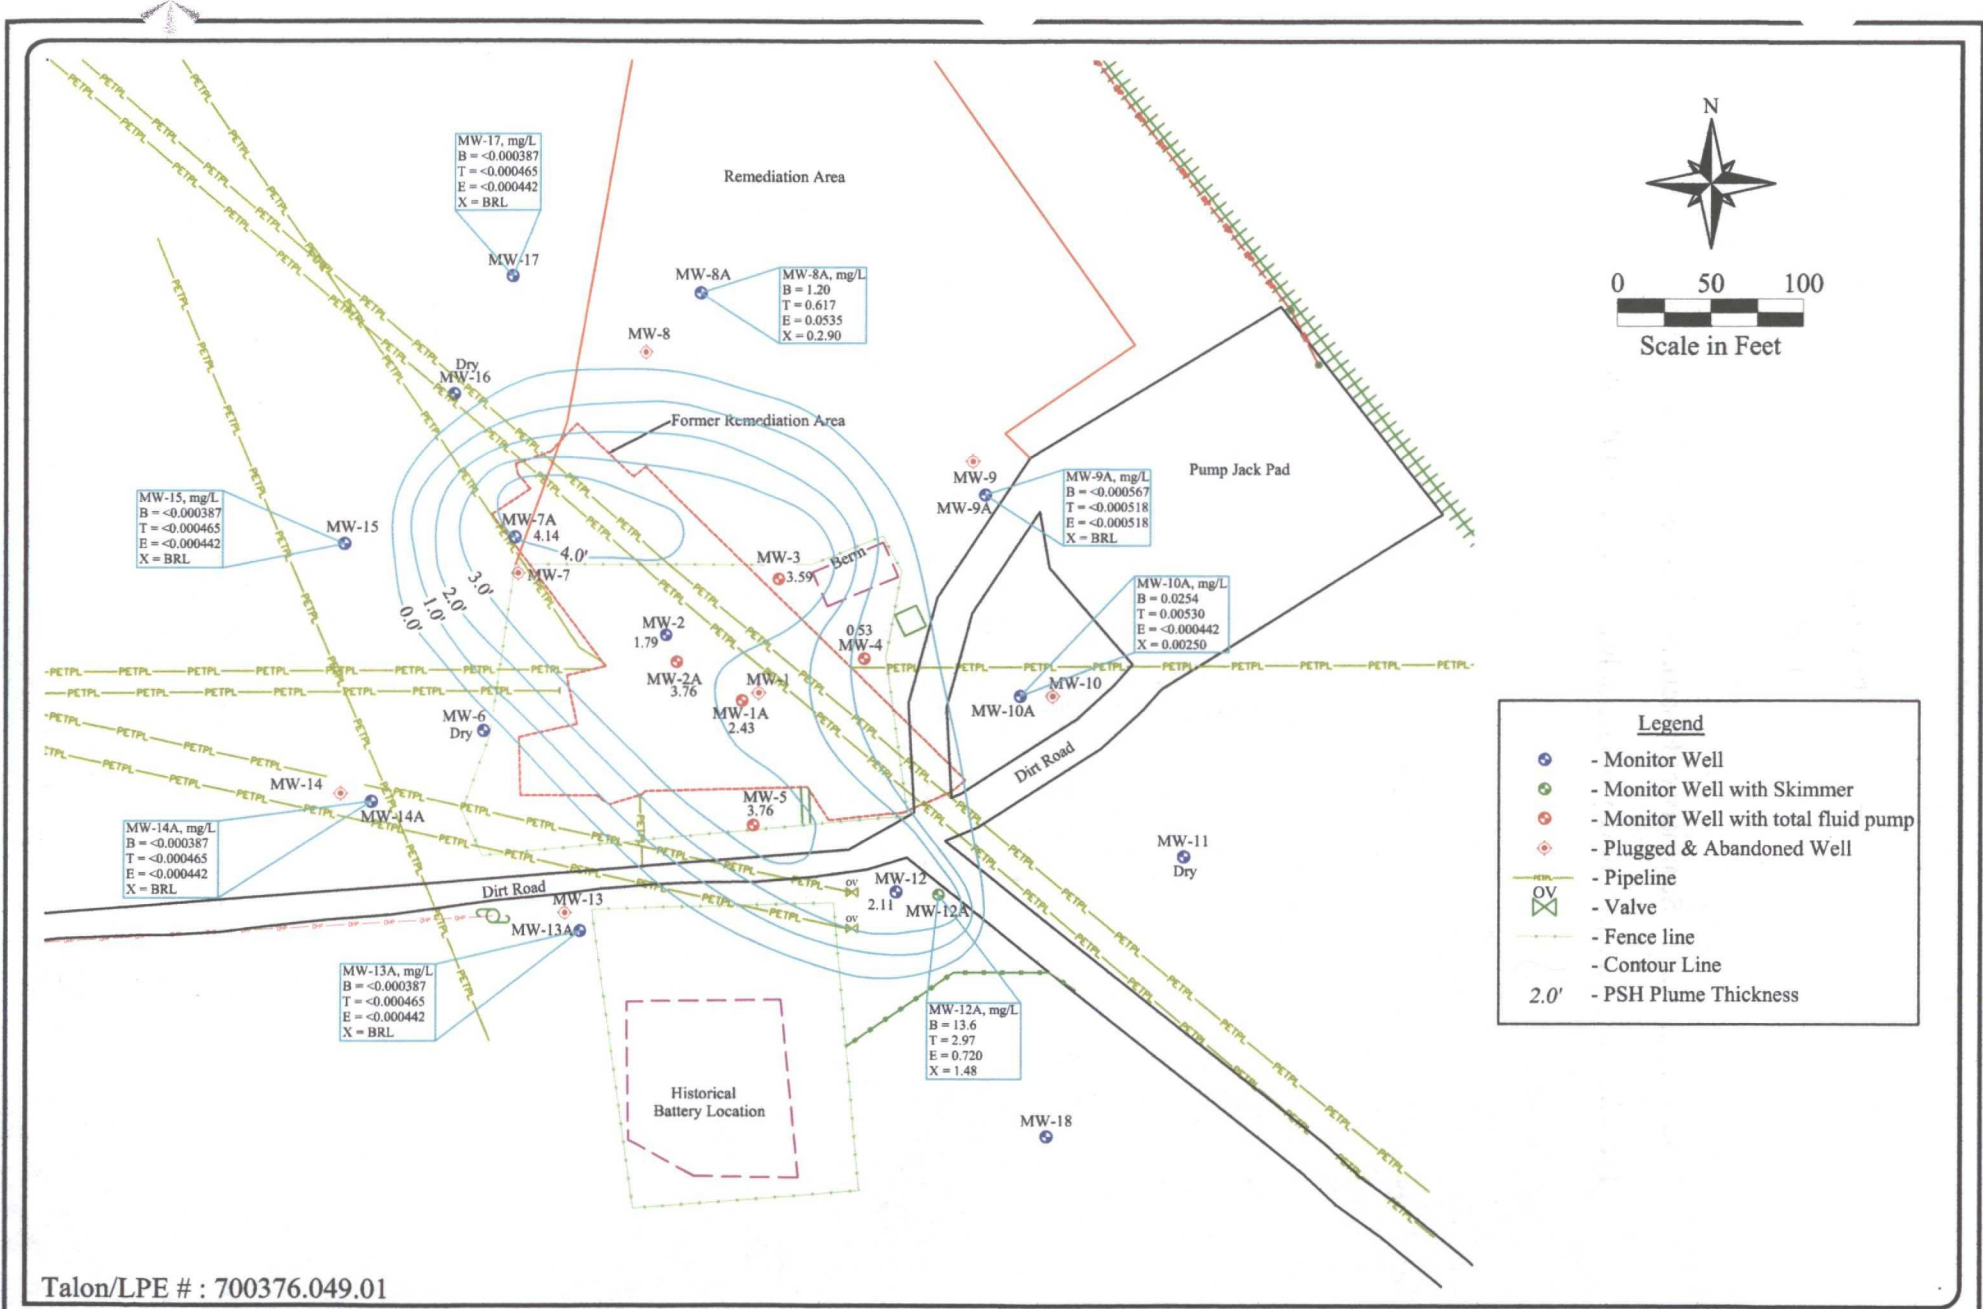 N
0 50 100
Scale in Feet
MW-17, mg/L
B = <0.000387
T = <0.000465
E = <0.000442
X = BRL
MW-17
Remediation Area
MW-8A
MW-8A, mg/L
B = 1.20
T = 0.617
E = 0.0535
X = 0.2.90
MW-8
Dry
MW-16
Former Remediation Area
MW-9
MW-9A
MW-9A, mg/L
B = <0.000567
T = <0.000518
E = <0.000518
X = BRL
Pump Jack Pad
MW-15, mg/L
B = <0.000387
T = <0.000465
E = <0.000442
X = BRL
MW-15
MW-7A
4.14
4.0'
MW-7
MW-3
3.59
Berm
3.0'
2.0'
1.0'
0.0'
MW-2
1.79
MW-2A
3.76
MW-1
MW-1A
2.43
0.53
MW-4
MW-10A, mg/L
B = 0.0254
T = 0.00530
E = <0.000442
X = 0.00250
MW-10
MW-10A
Dirt Road
MW-6
Dry
MW-14
MW-14A
MW-14A, mg/L
B = <0.000387
T = <0.000465
E = <0.000442
X = BRL
MW-5
3.76
MW-11
Dry
Dirt Road
OV
OV
MW-12
2.11
MW-12A
MW-13
MW-13A
MW-13A, mg/L
B = <0.000387
T = <0.000465
E = <0.000442
X = BRL
MW-12A, mg/L
B = 13.6
T = 2.97
E = 0.720
X = 1.48
Historical
Battery Location
MW-18
PETPL
Legend
- Monitor Well
- Monitor Well with Skimmer
- Monitor Well with total fluid pump
- Plugged & Abandoned Well
- Pipeline
OV
- Valve
- Fence line
- Contour Line
2.0' - PSH Plume Thickness
Talon/LPE # : 700376.049.01